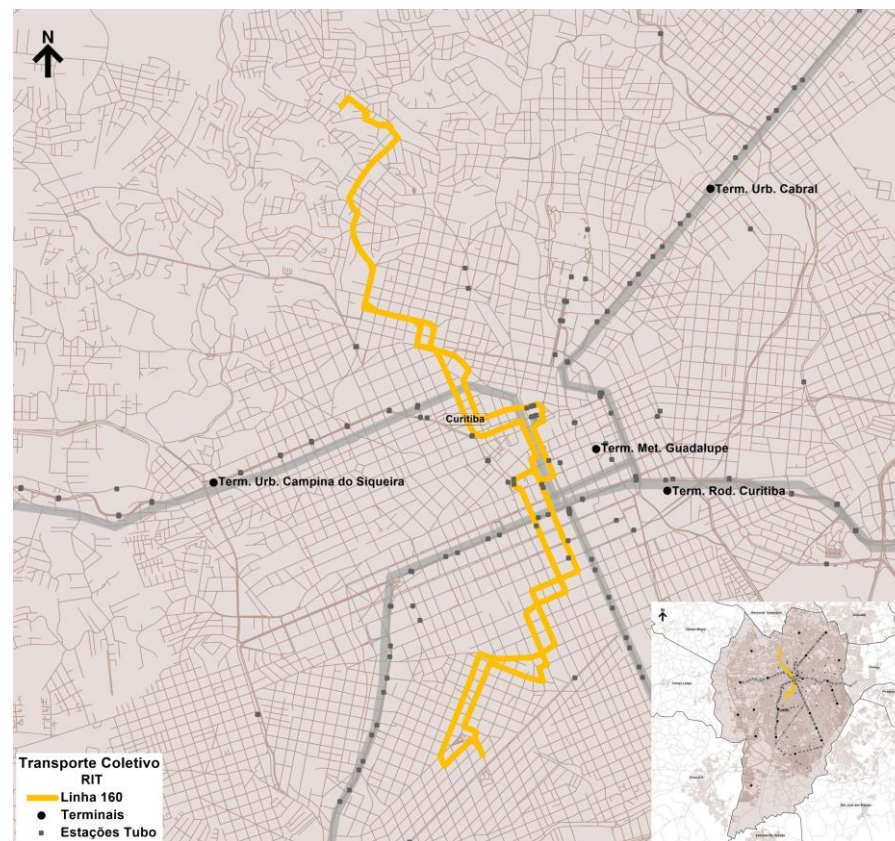 N
Term. Urb. Cabral
Curitiba
Term. Met. Guadalupe
Term. Urb. Campina do Siqueira
Term. Rod. Curitiba
Transporte Coletivo
RIT
Linha 160
Terminais
Estações Tubo
N